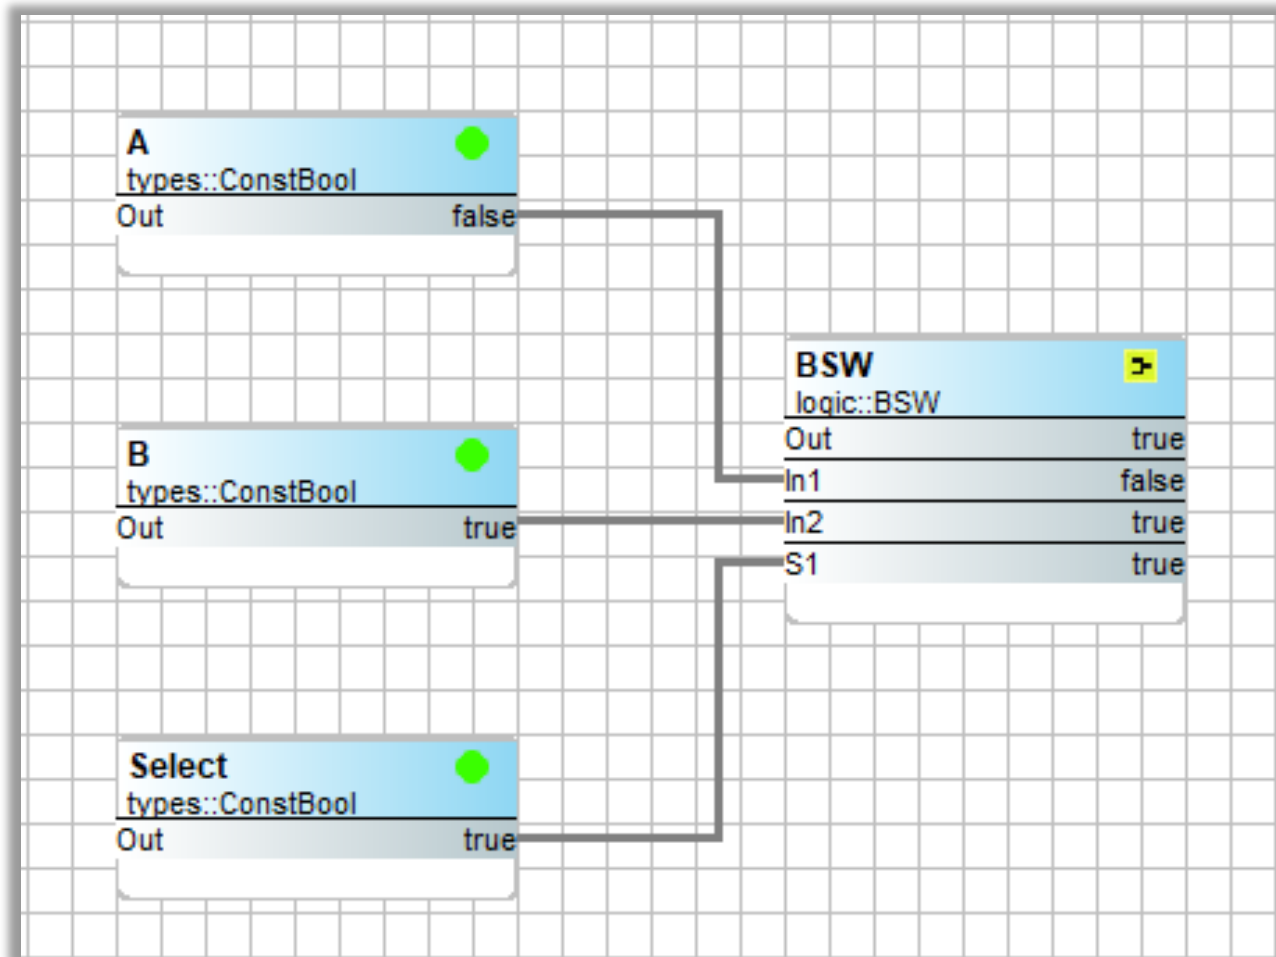 A
types::ConstBool
Out false
B
types::ConstBool
Out true
Select
types::ConstBool
Out true
BSW
logic::BSW
Out true
In1 false
In2 true
S1 true